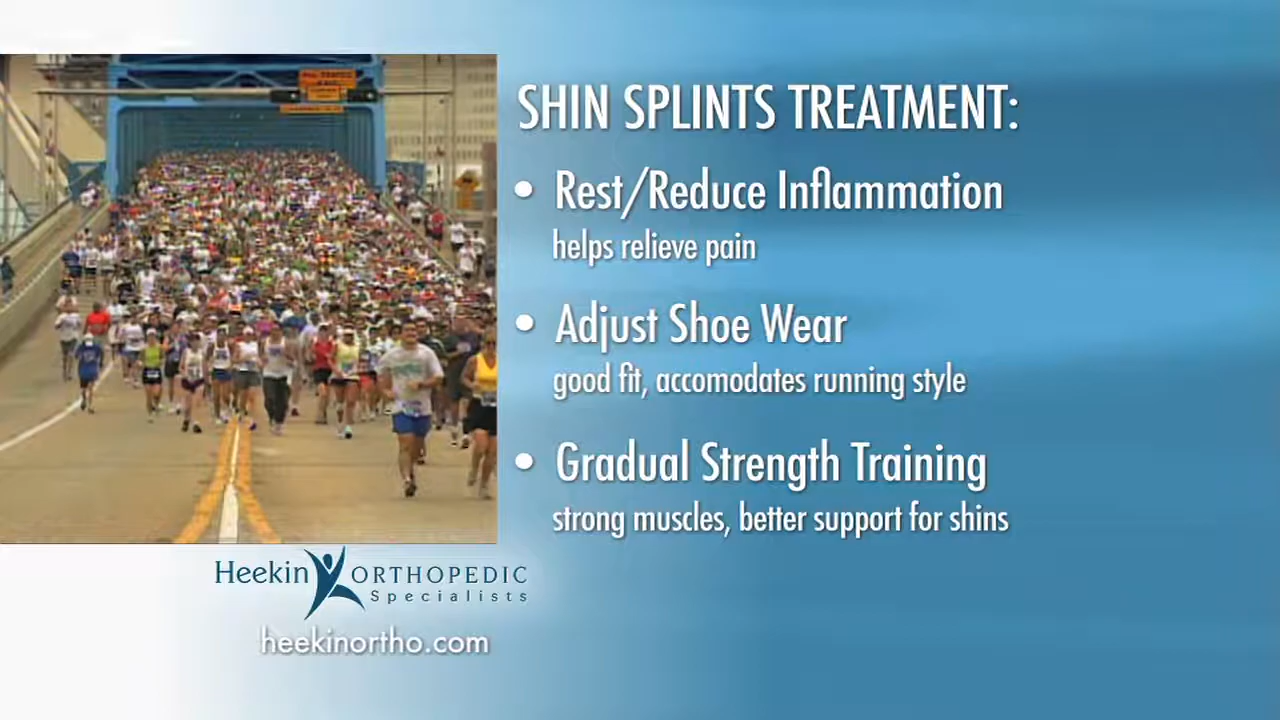 SHIN SPLINTS TREATMENT:
• Rest/Reduce Inflammation
helps relieve pain
• Adjust Shoe Wear
good fit, accomodates running style
• Gradual Strength Training
strong muscles, better support for shins
Heekin ORTHOPEDIC
Specialists
heekinortho.com